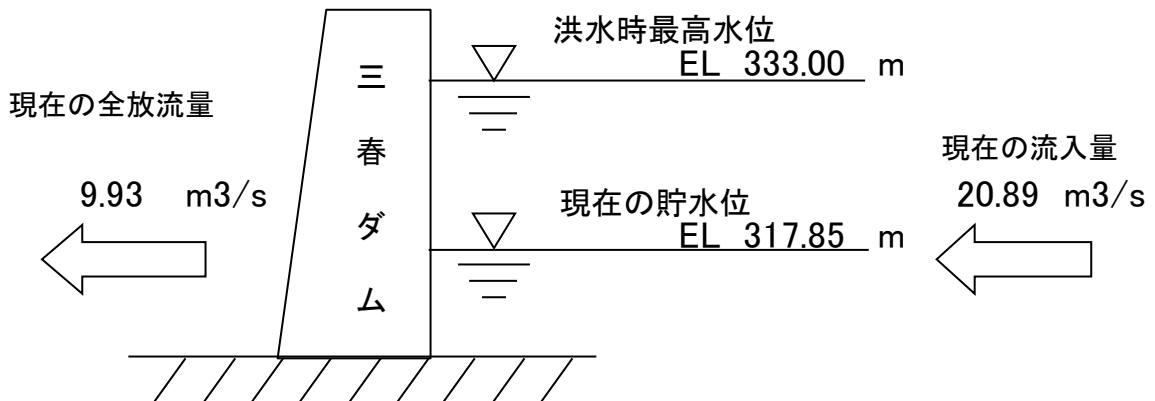 洪水時最高水位
EL 333.00 m
現在の全放流量
9.93 m3/s
三春ダム
現在の貯水位
EL 317.85 m
現在の流入量
20.89 m3/s